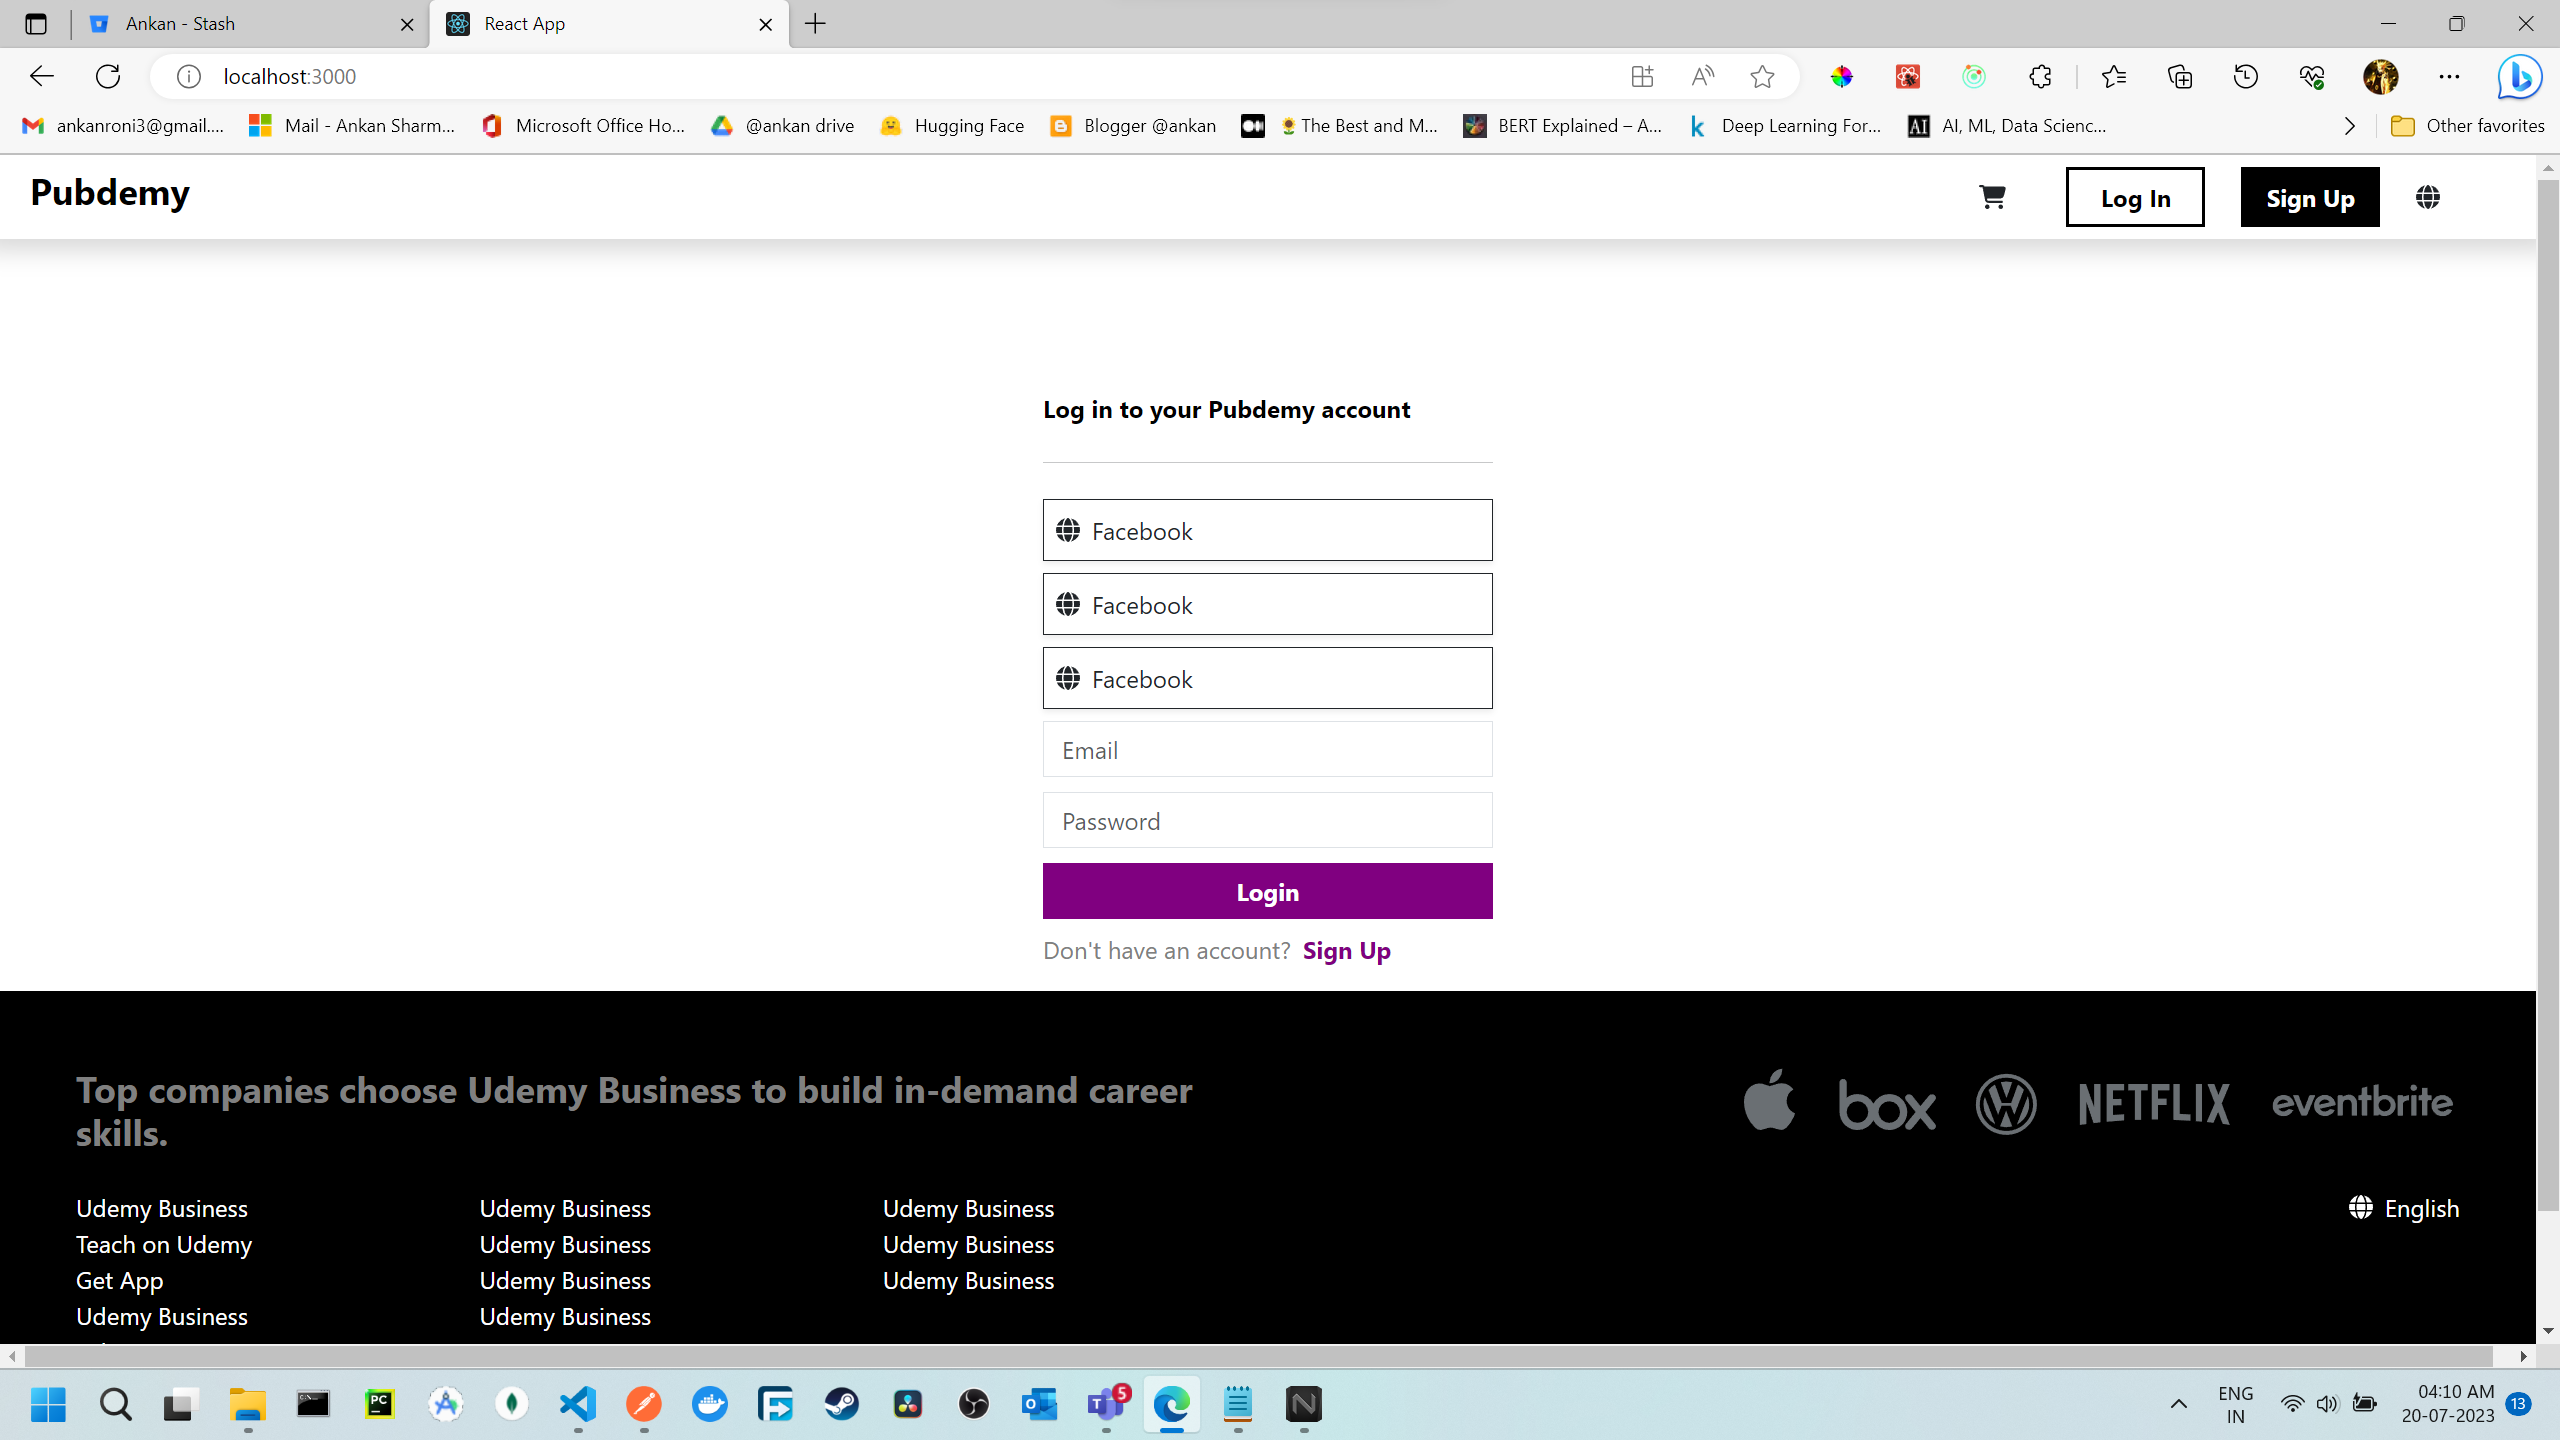 Ankan - Stash
React App
localhost:3000
ankanroni3@gmail....
Mail - Ankan Sharm...
Microsoft Office Ho...
@ankan drive
Hugging Face
Blogger @ankan
The Best and M...
BERT Explained – A...
Deep Learning For...
AI, ML, Data Scienc...
Other favorites
Pubdemy
Log In
Sign Up
Log in to your Pubdemy account
Facebook
Facebook
Facebook
Email
Password
Login
Don't have an account? Sign Up
Top companies choose Udemy Business to build in-demand career
skills.
box
NETFLIX
eventbrite
Udemy Business Udemy Business Udemy Business
English
Teach on Udemy Udemy Business Udemy Business
Get App Udemy Business Udemy Business
Udemy Business Udemy Business
5
ENG
IN
04:10 AM
20-07-2023
13